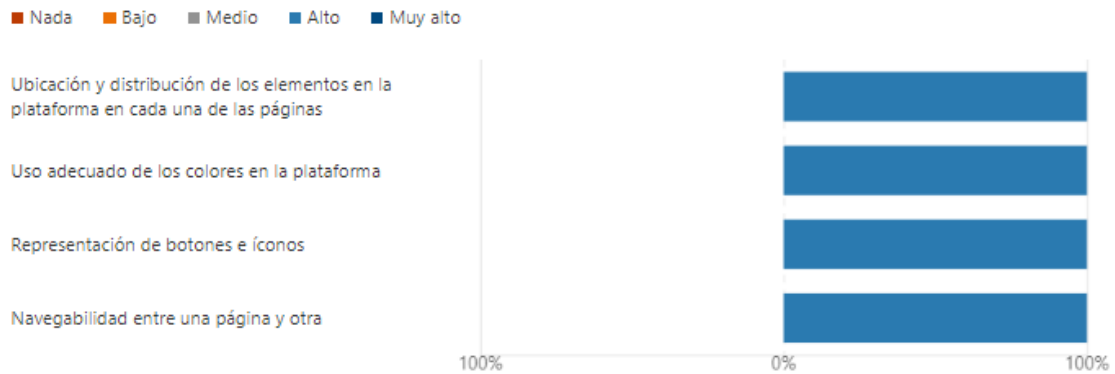 Nada Bajo Medio Alto Muy alto
Ubicación y distribución de los elementos en la
plataforma en cada una de las páginas
Uso adecuado de los colores en la plataforma
Representación de botones e íconos
Navegabilidad entre una página y otra
100% 0% 100%